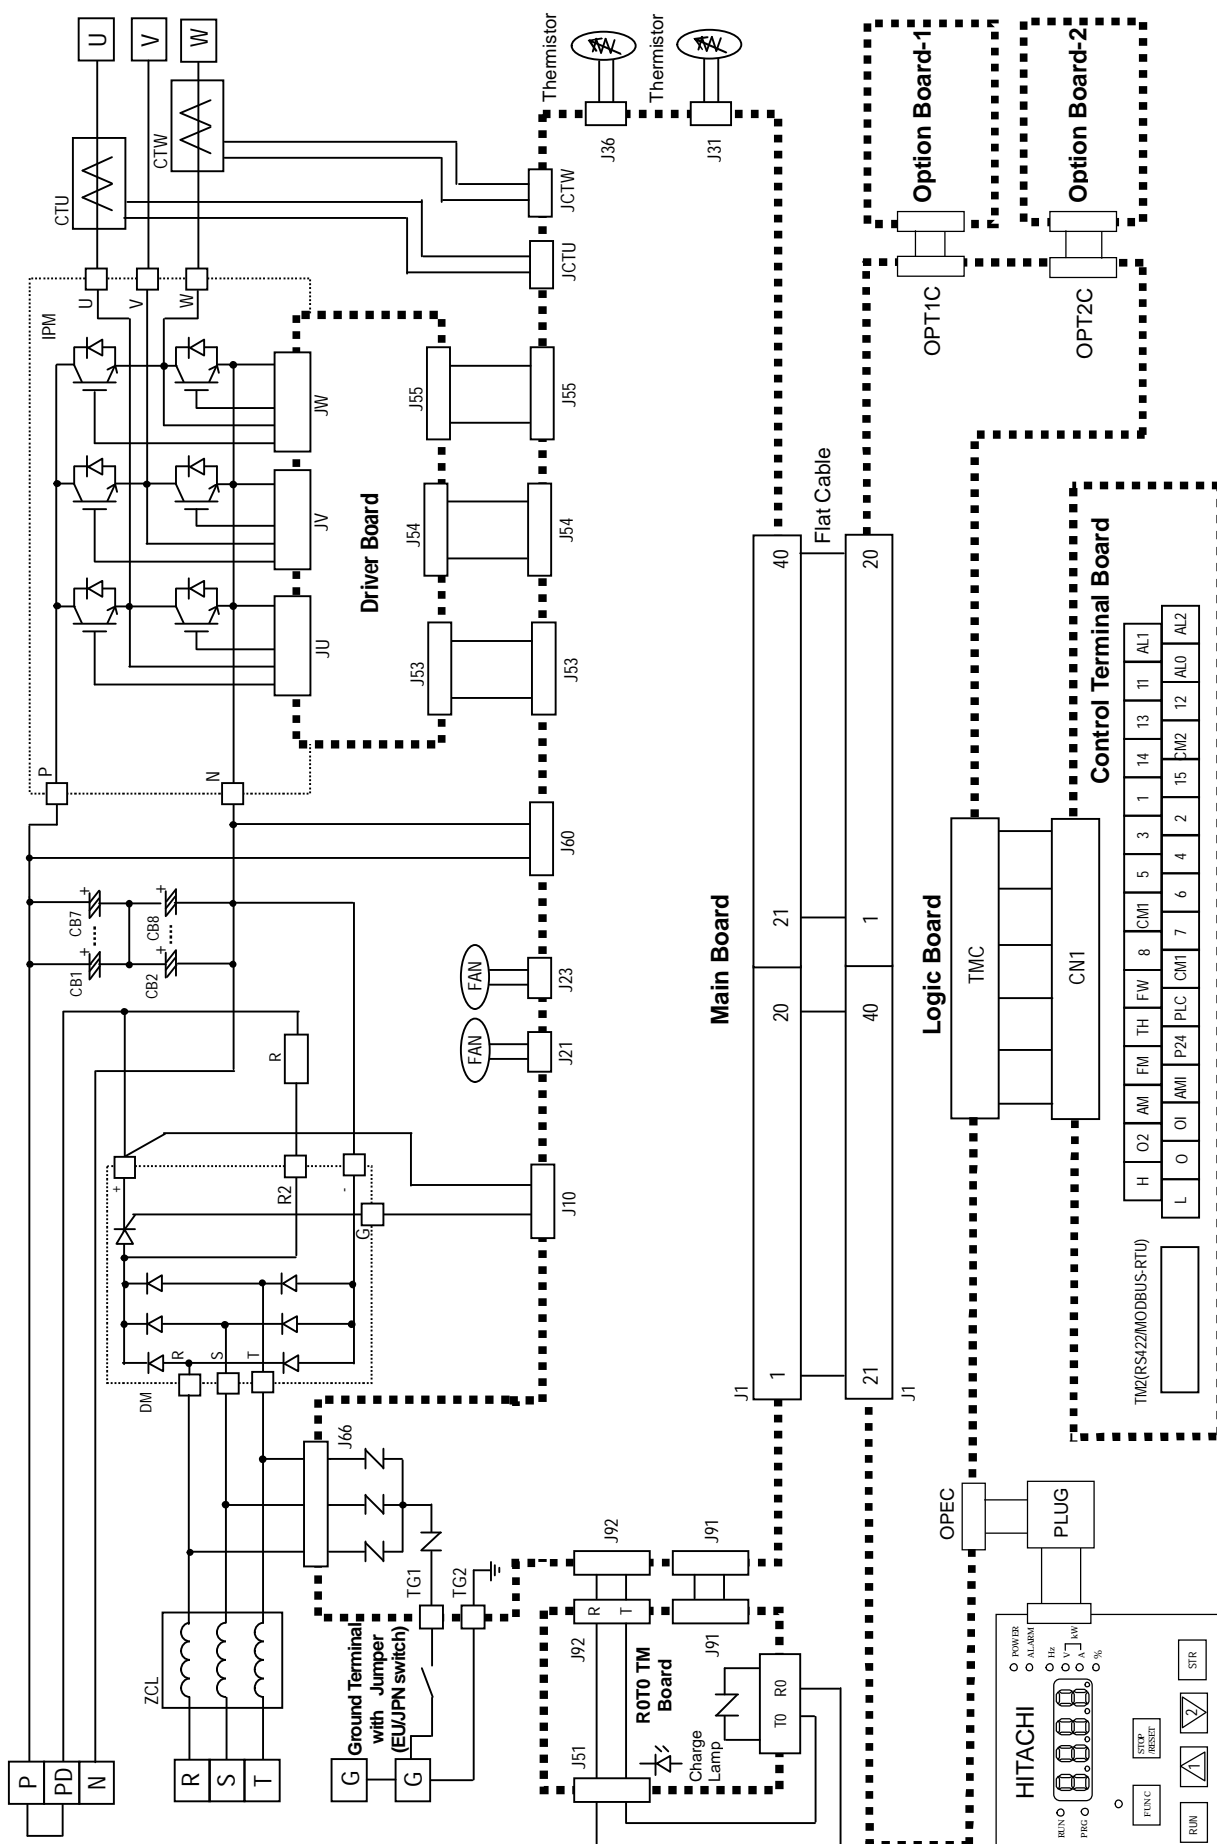 U
V
W
CTU
CTW
Thermistor
Thermistor
J36
J31
JCTW
JCTU
Option Board-1
Option Board-2
OPT1C
OPT2C
IPM
U
V
W
JW
JV
JU
Driver Board
J55
J54
J53
J55
J54
J53
P
N
J60
CB7
CB8
CB1
CB2
+
+
+
+
FAN
FAN
J23
J21
R
R2
+
-
G
J10
R
S
T
DM
Main Board
40
21
20
1
Flat Cable
20
1
40
21
J1
J1
Logic Board
TMC
CN1
Control Terminal Board
H O2 AM FM TH FW 8 CM1 5 3 1 14 13 11 AL1
L O OI AMI P24 PLC CM1 7 6 4 2 15 CM2 12 AL0 AL2
TM2(RS422/MODBUS-RTU)
J66
ZCL
P
PD
N
R
S
T
G
G
Ground Terminal
with Jumper
(EU/JPN switch)
TG1
TG2
J92
J91
J92
J91
R
T
R0T0 TM
Board
J51
Charge
Lamp
T0 R0
OPEC
PLUG
HITACHI
POWER
ALARM
Hz
V
A
kW
%
RUN
PRG
FUNC
STOP
/RESET
RUN
1
2
STR